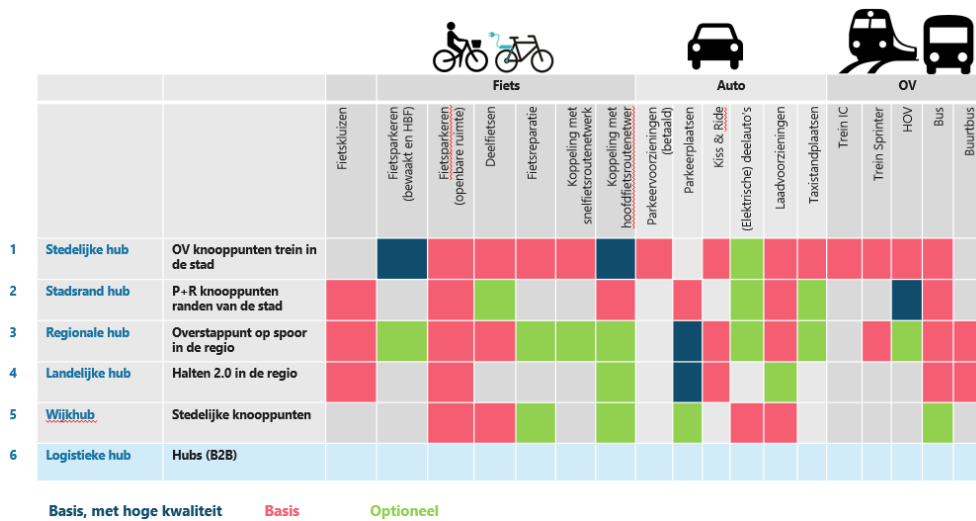 Fiets
Auto
OV
Fietskluizen
Fietsparkeren
(bewaakt en HBF)
Fietsparkeren
(openbare ruimte)
Deelfietsen
Fietsreparatie
Koppeling met
snelfietsroutenetwerk
Koppeling met
hoofdfietsroutenetwer
Parkeervoorzieningen
(betaald)
Parkeerplaatsen
Kiss & Ride
(Elektrische) deelauto's
Laadvoorzieningen
Taxistandplaatsen
Trein IC
Trein Sprinter
HOV
Bus
Buurtbus
1 Stedelijke hub OV knooppunten trein in
de stad
2 Stadsrand hub P+R knooppunten
randen van de stad
3 Regionale hub Overstappunt op spoor
in de regio
4 Landelijke hub Halten 2.0 in de regio
5 Wijkhub Stedelijke knooppunten
6 Logistieke hub Hubs (B2B)
Basis, met hoge kwaliteit Basis Optioneel